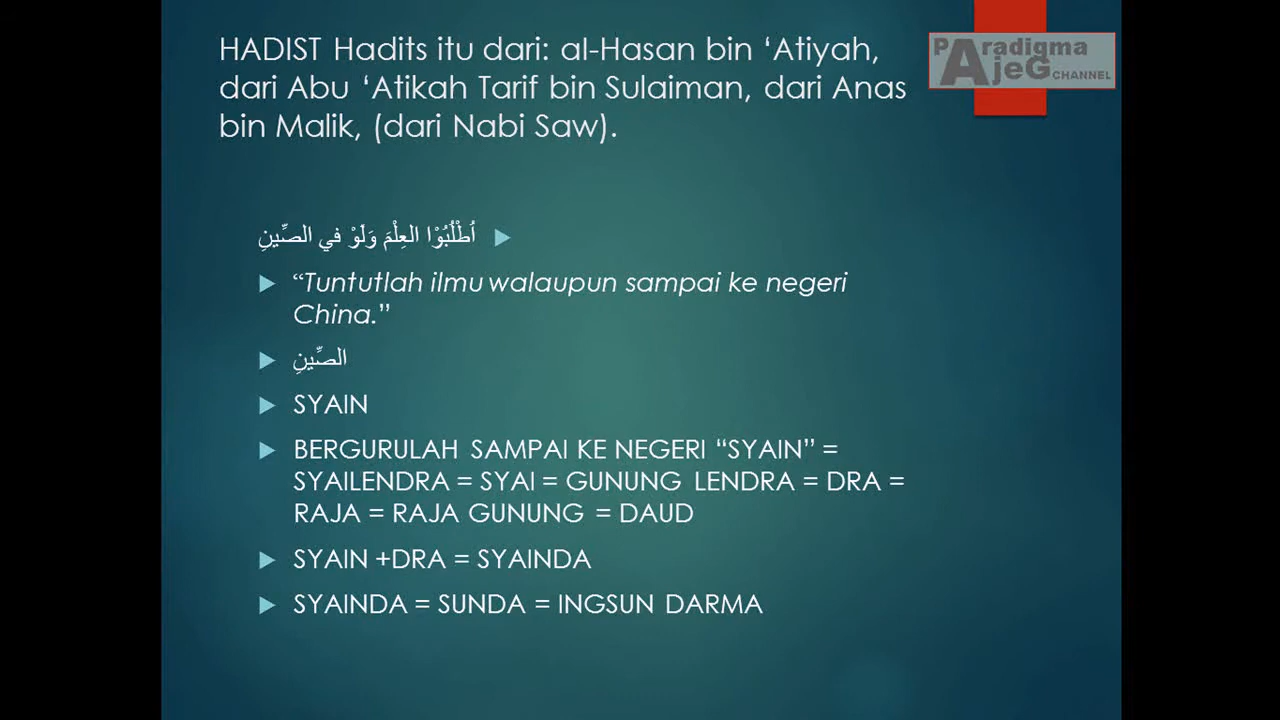 HADIST Hadits itu dari: al-Hasan bin ‘Atiyah,
dari Abu ‘Atikah Tarif bin Sulaiman, dari Anas
bin Malik, (dari Nabi Saw).
Paradigma
AjeG CHANNEL
اُطْلُبُوْا العِلْمَ وَلَوْ في الصِّينِ
“Tuntutlah ilmu walaupun sampai ke negeri
China.”
الصِّينِ
SYAIN
BERGURULAH SAMPAI KE NEGERI “SYAIN” =
SYAILENDRA = SYAI = GUNUNG LENDRA = DRA =
RAJA = RAJA GUNUNG = DAUD
SYAIN +DRA = SYAINDA
SYAINDA = SUNDA = INGSUN DARMA